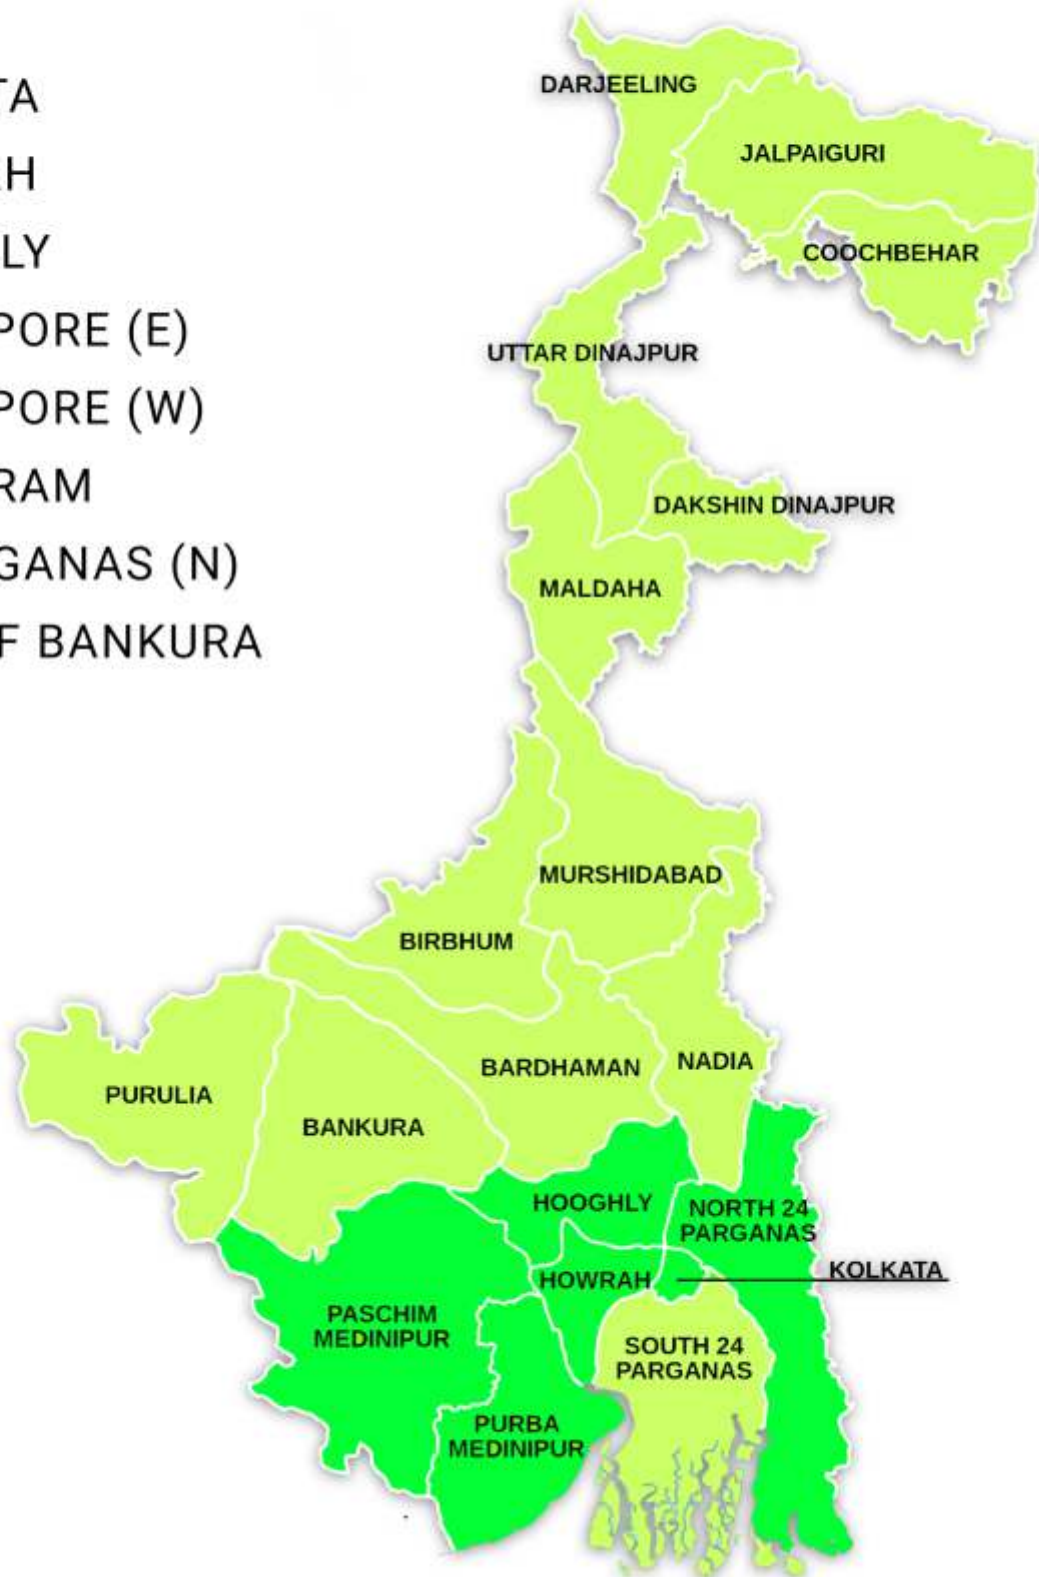 TA
KH
LY
PORE (E)
PORE (W)
RAM
GANAS (N)
F BANKURA
DARJEELING
JALPAIGURI
COOCHBEHAR
UTTAR DINAJPUR
DAKSHIN DINAJPUR
MALDAHA
MURSHIDABAD
BIRBHUM
BARDHAMAN
NADIA
PURULIA
BANKURA
HOOGHLY
NORTH 24
PARGANAS
KOLKATA
HOWRAH
PASCHIM
MEDINIPUR
SOUTH 24
PARGANAS
PURBA
MEDINIPUR